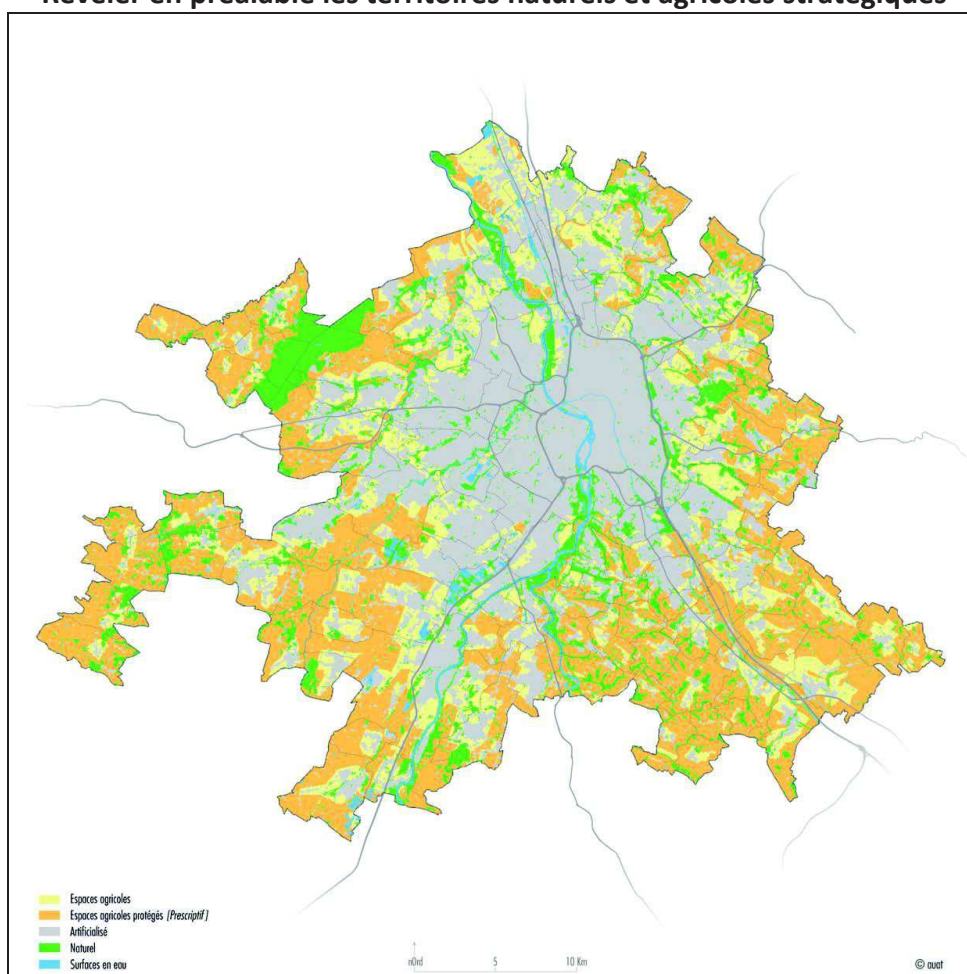 Révéler en préalable les territoires naturels et agricoles stratégiques
Espaces agricoles
Espaces agricoles protégés [Prescriptif]
Artificialisé
Naturel
Surfaces en eau
n0rd 5 10 Km
© auat